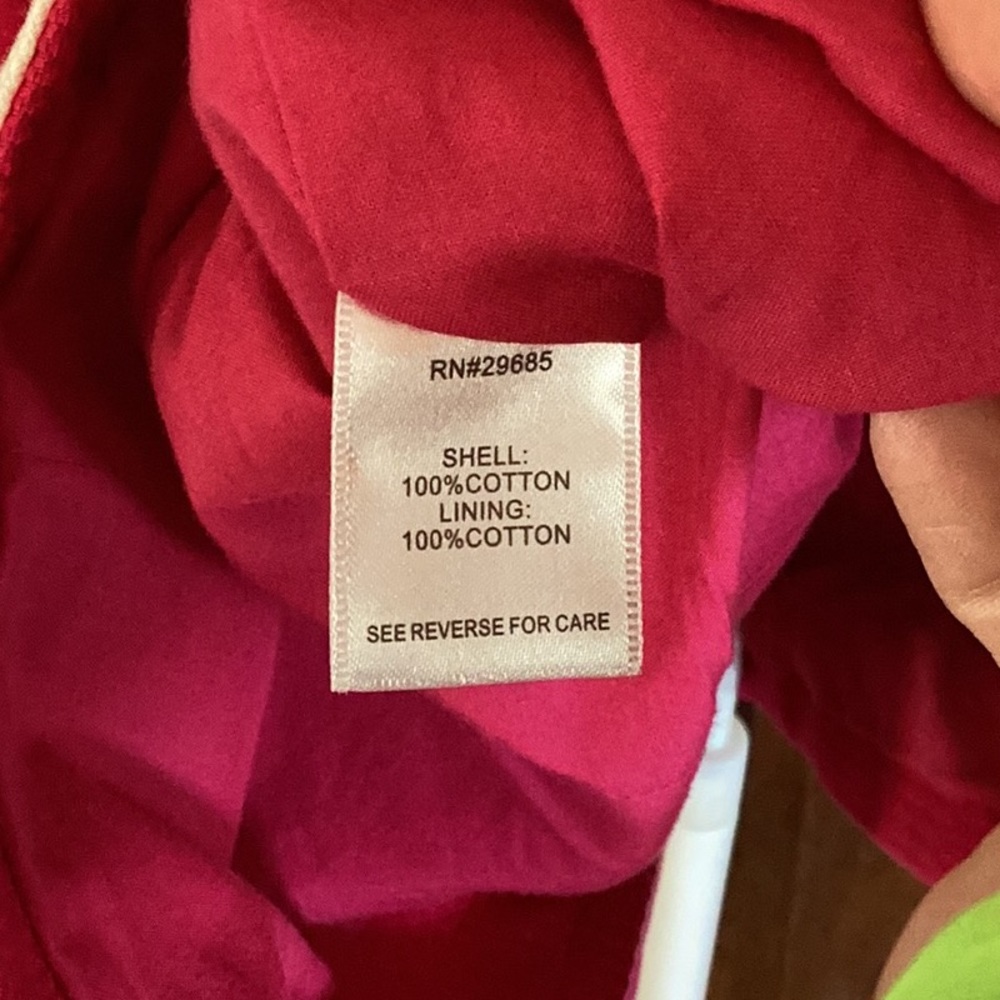 RN#29685
SHELL:
100%COTTON
LINING:
100%COTTON
SEE REVERSE FOR CARE